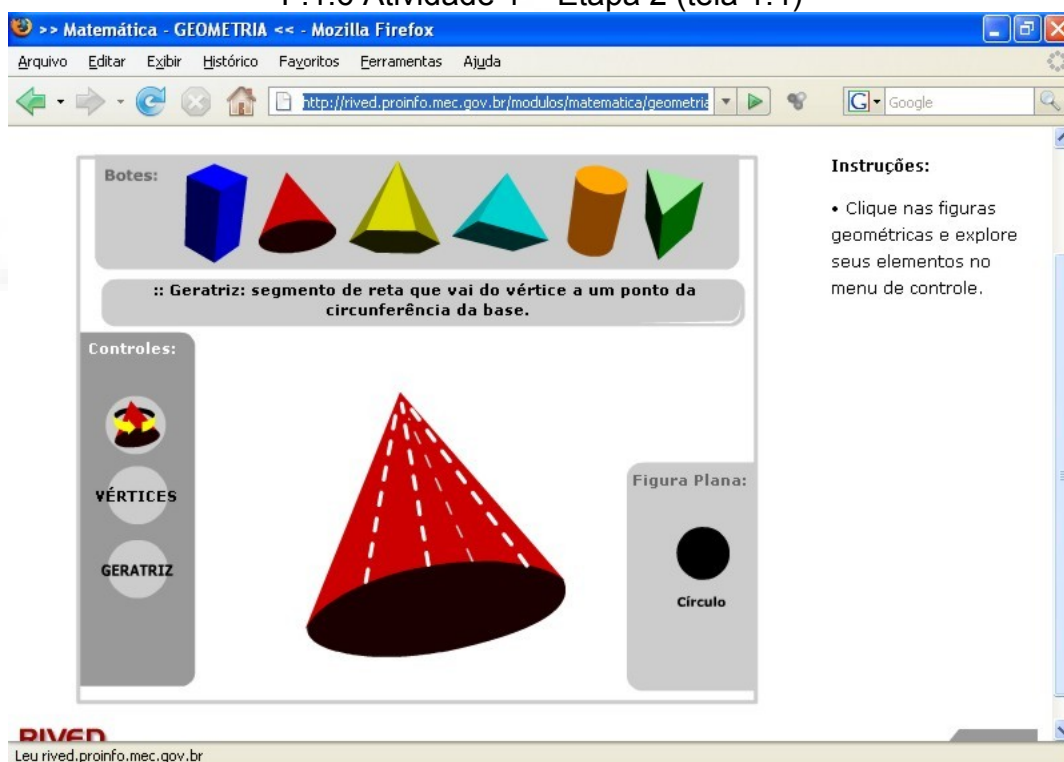 >> Matemática - GEOMETRIA << - Mozilla Firefox
Arquivo Editar Exibir Histórico Favoritos Ferramentas Ajuda
http://rived.proinfo.mec.gov.br/modulos/matematica/geometria
G Google
Botes:
:: Geratriz: segmento de reta que vai do vértice a um ponto da
circunferência da base.
Instruções:
• Clique nas figuras
geométricas e explore
seus elementos no
menu de controle.
Controles:
VÉRTICES
GERATRIZ
Figura Plana:
Círculo
RIVED
Leu rived.proinfo.mec.gov.br